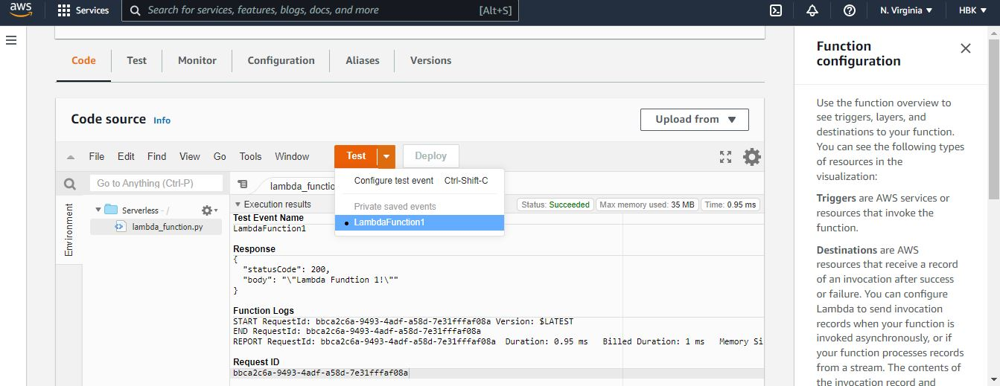 aws
Services
Search for services, features, blogs, docs, and more
[Alt+S]
N. Virginia
HBK
Code
Test
Monitor
Configuration
Aliases
Versions
Code source
Info
Upload from
File Edit Find View Go Tools Window
Test
Deploy
Go to Anything (Ctrl-P)
lambda_functio
Configure test event Ctrl-Shift-C
Private saved events
LambdaFunction1
Environment
Serverless - /
lambda_function.py
Execution results
Status: Succeeded
Max memory used: 35 MB
Time: 0.95 ms
Test Event Name
LambdaFunction1
Response
{
"statusCode": 200,
"body": "\"Lambda Fundtion 1!\""
}
Function Logs
START RequestId: bbca2c6a-9493-4adf-a58d-7e31fffaf08a Version: $LATEST
END RequestId: bbca2c6a-9493-4adf-a58d-7e31fffaf08a
REPORT RequestId: bbca2c6a-9493-4adf-a58d-7e31fffaf08a Duration: 0.95 ms Billed Duration: 1 ms Memory Si
Request ID
bbca2c6a-9493-4adf-a58d-7e31fffaf08a
Function
configuration
Use the function overview to
see triggers, layers, and
destinations to your function.
You can see the following types
of resources in the
visualization:
Triggers are AWS services or
resources that invoke the
function.
Destinations are AWS
resources that receive a record
of an invocation after success
or failure. You can configure
Lambda to send invocation
records when your function is
invoked asynchronously, or if
your function processes records
from a stream. The contents of
the invocation record and